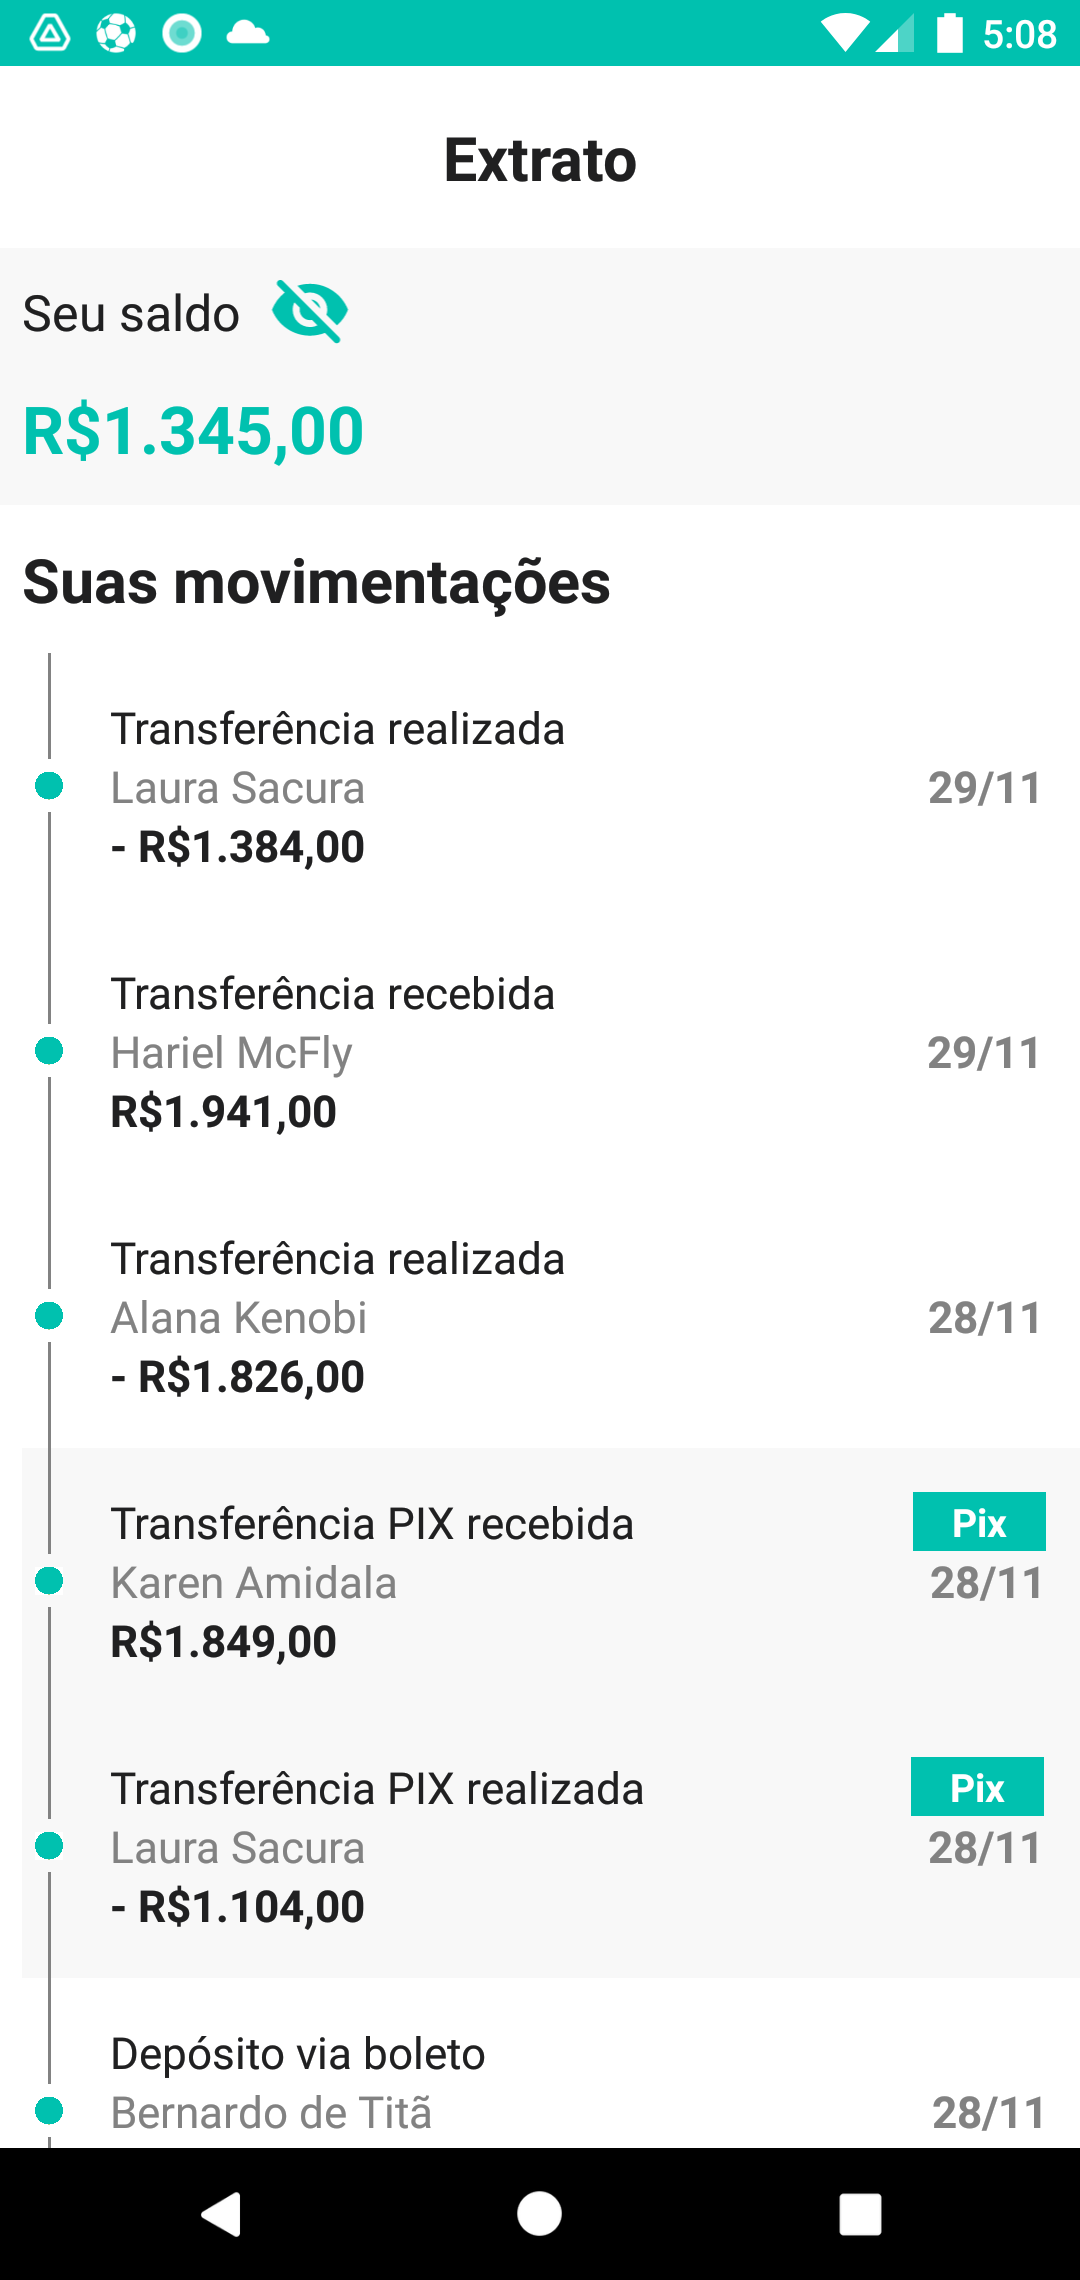 5:08
Extrato
Seu saldo
R$1.345,00
Suas movimentações
Transferência realizada
Laura Sacura 29/11
- R$1.384,00
Transferência recebida
Hariel McFly 29/11
R$1.941,00
Transferência realizada
Alana Kenobi 28/11
- R$1.826,00
Transferência PIX recebida Pix
Karen Amidala 28/11
R$1.849,00
Transferência PIX realizada Pix
Laura Sacura 28/11
- R$1.104,00
Depósito via boleto
Bernardo de Titã 28/11